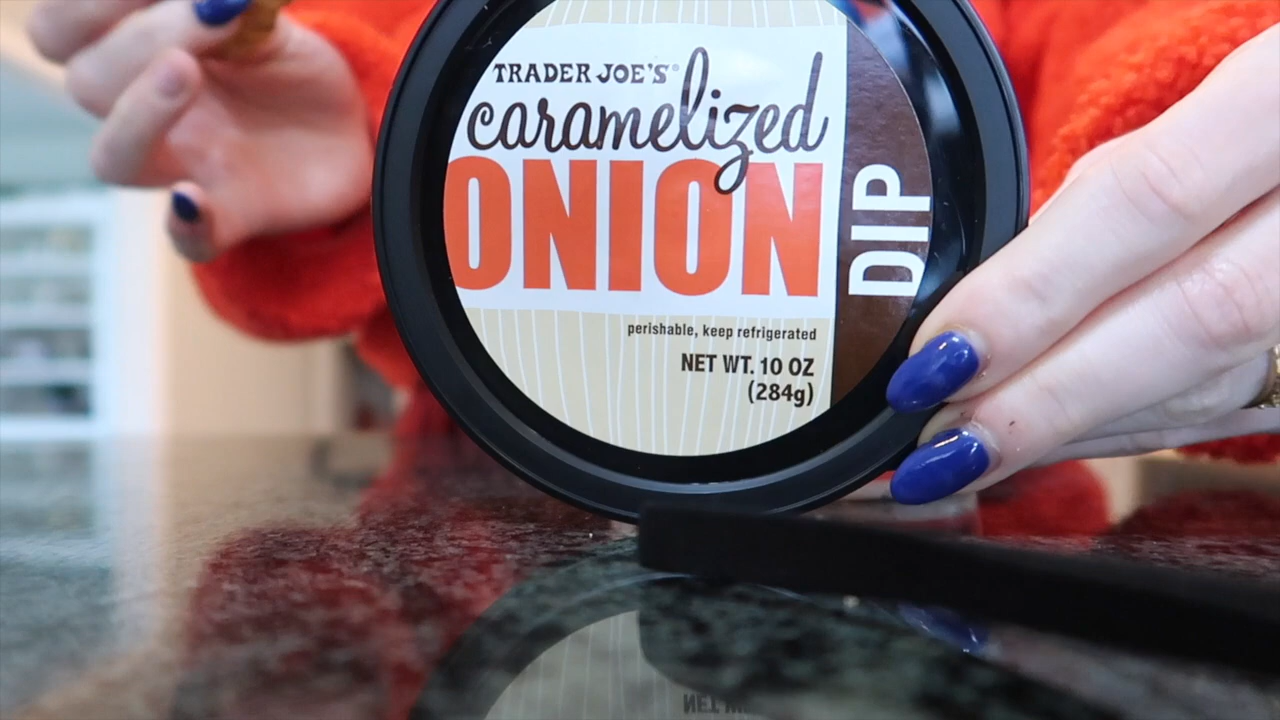 TRADER JOE'S®
caramelized
ONION
DIP
perishable, keep refrigerated
NET WT. 10 OZ
(284g)